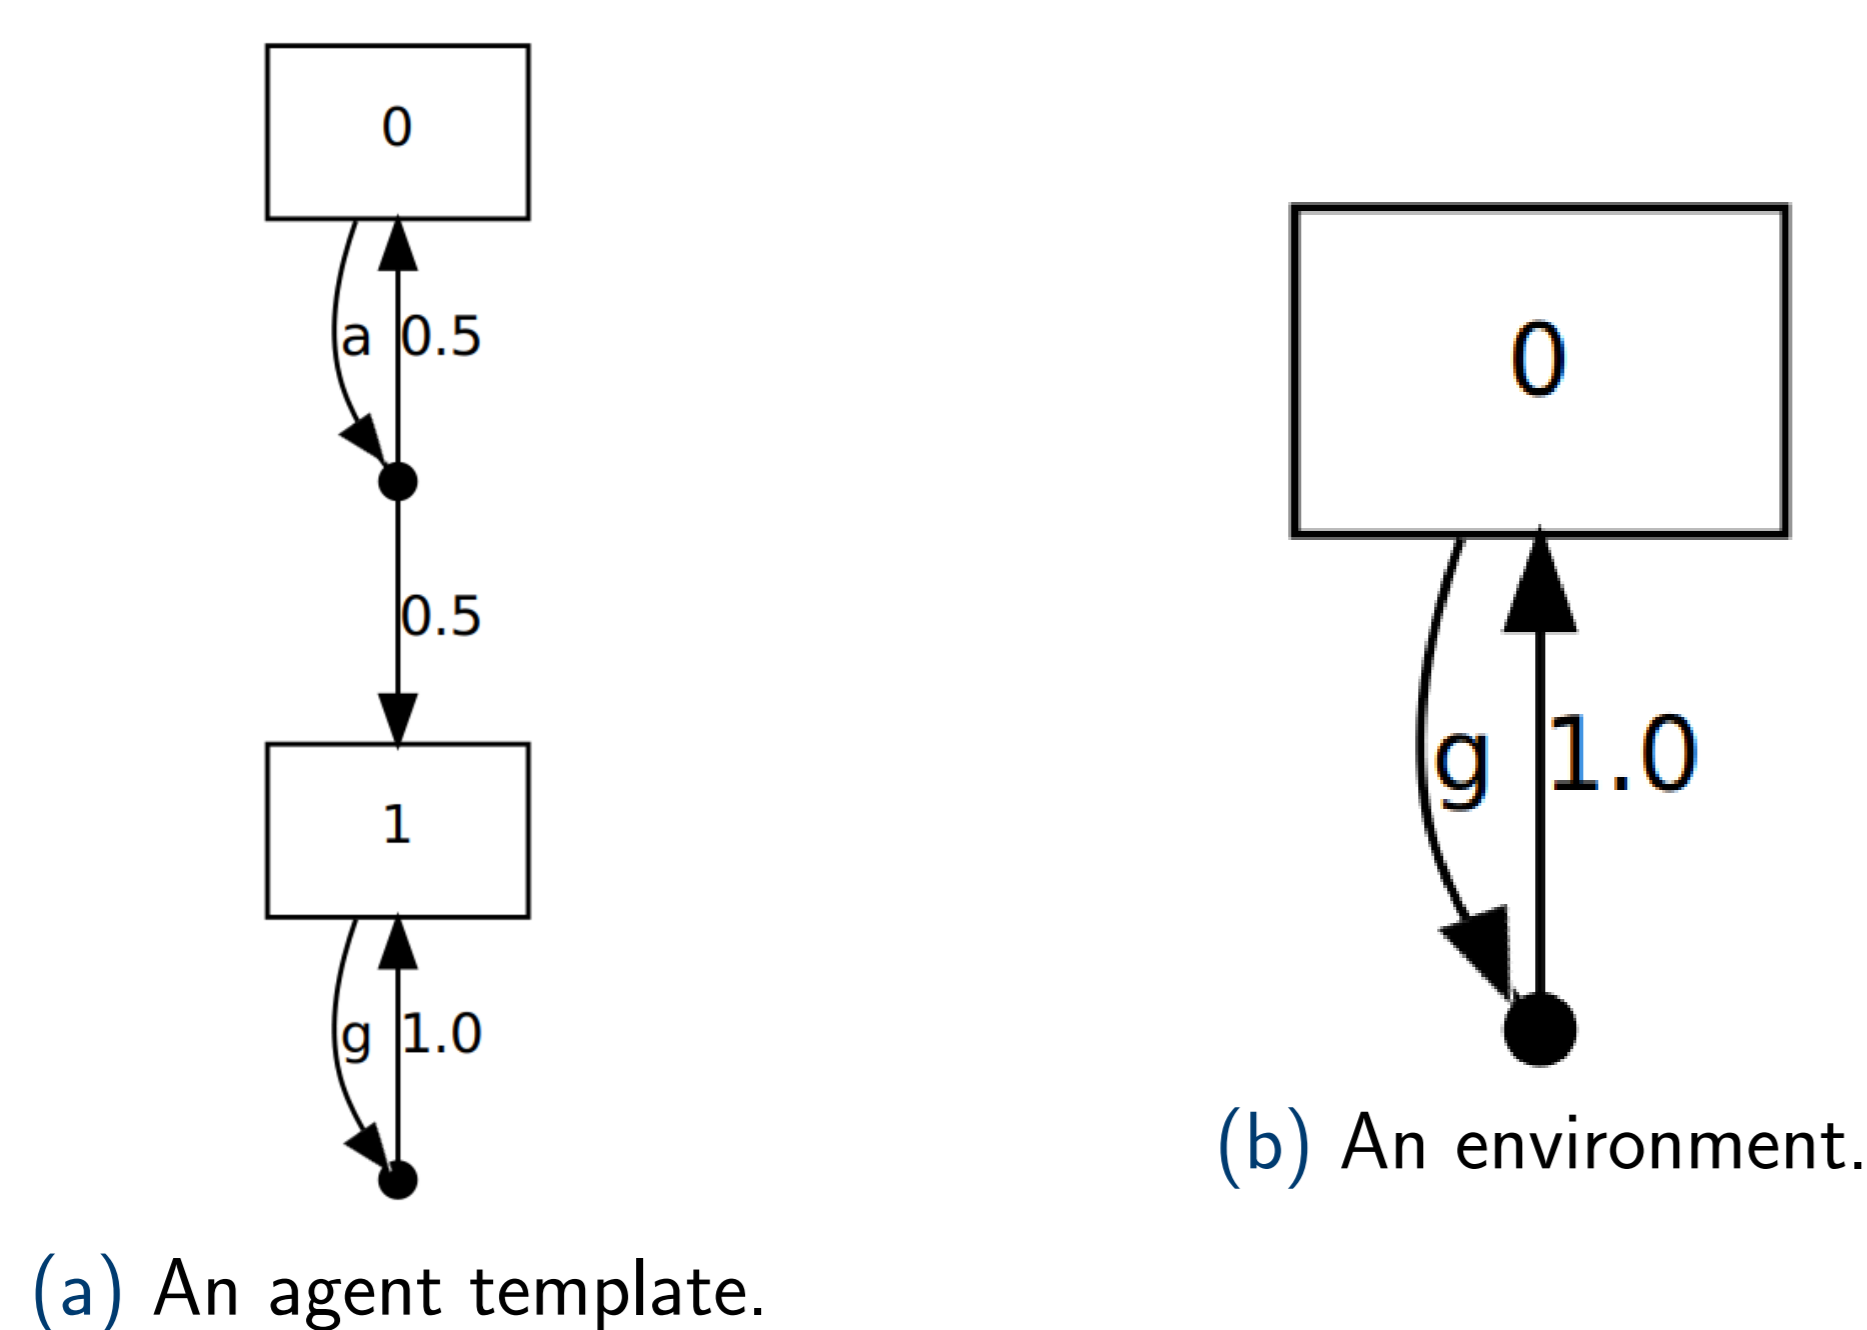 0
a 0.5
0.5
1
g 1.0
(a) An agent template.
0
g 1.0
(b) An environment.